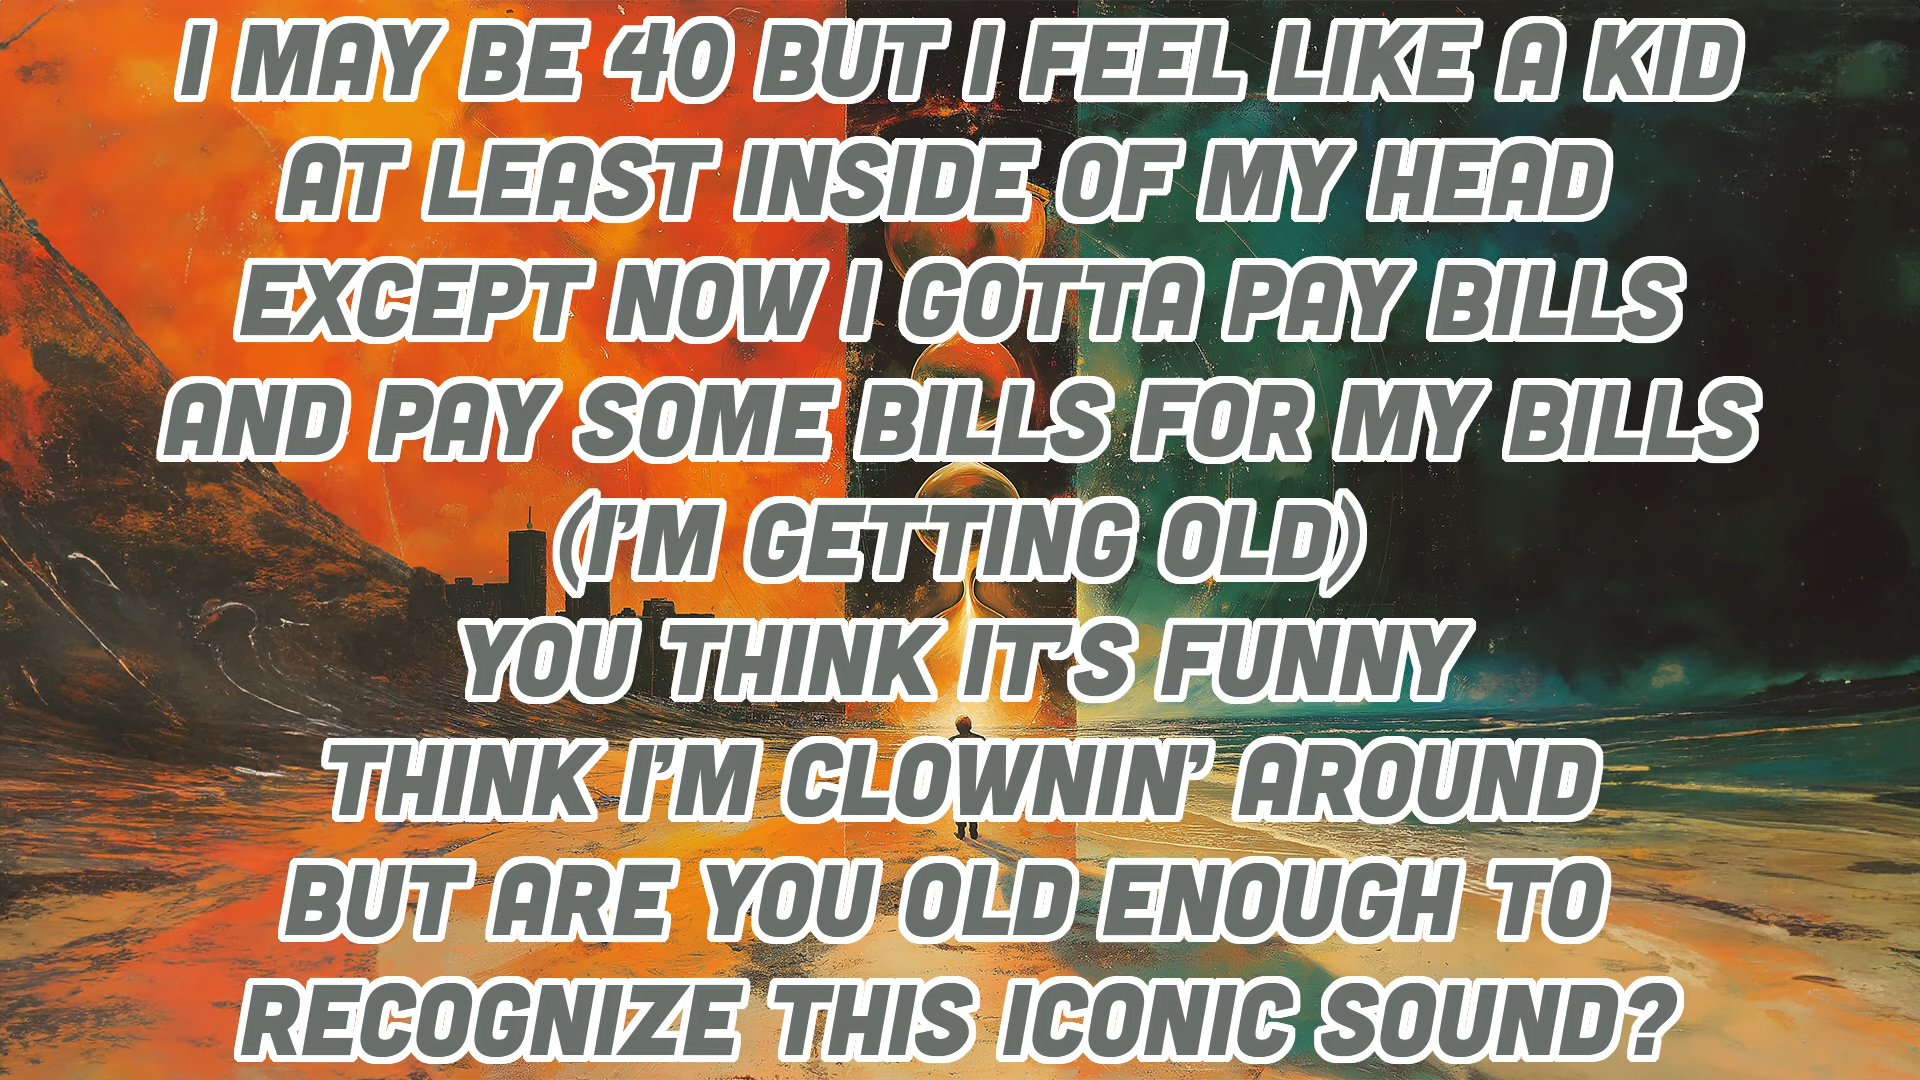 I MAY BE 40 BUT I FEEL LIKE A KID
AT LEAST INSIDE OF MY HEAD
EXCEPT NOW I GOTTA PAY BILLS
AND PAY SOME BILLS FOR MY BILLS
(I'M GETTING OLD)
YOU THINK IT'S FUNNY
THINK I'M CLOWNIN' AROUND
BUT ARE YOU OLD ENOUGH TO
RECOGNIZE THIS ICONIC SOUND?